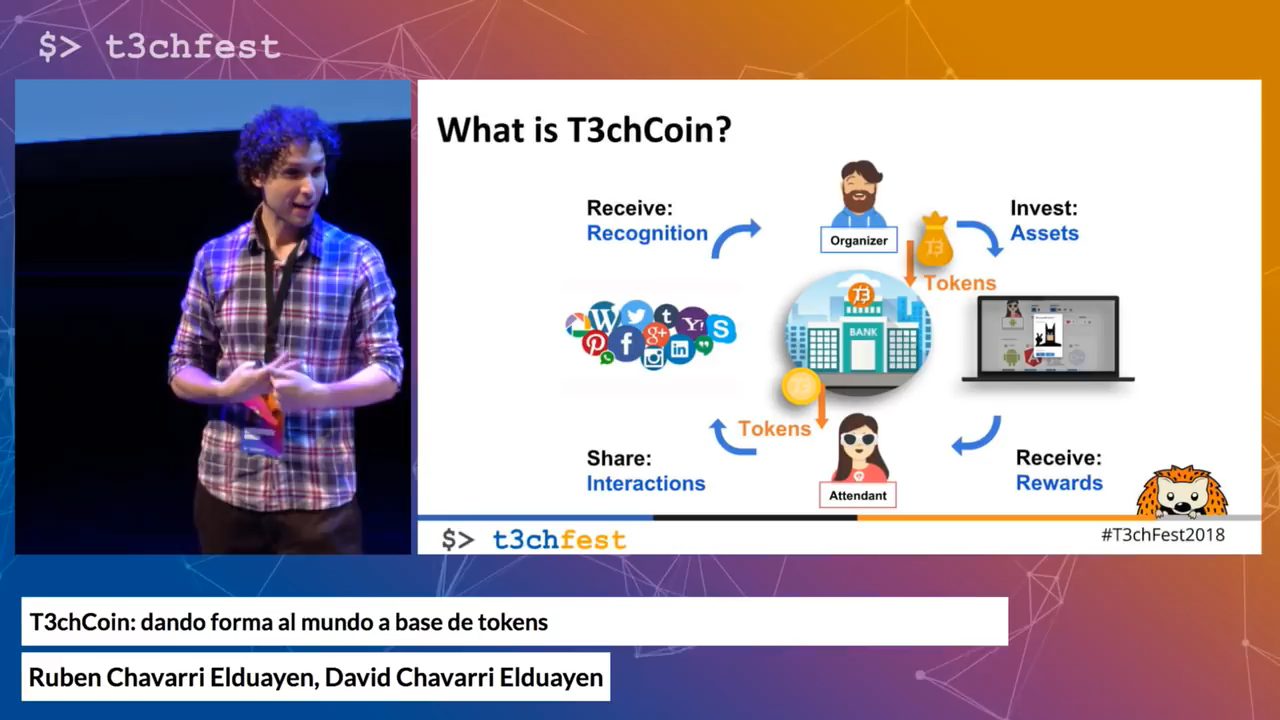 $> t3chfest
What is T3chCoin?
Receive:
Recognition
Organizer
Invest:
Assets
Tokens
BANK
Tokens
Share:
Interactions
Attendant
Receive:
Rewards
$> t3chfest
#T3chFest2018
T3chCoin: dando forma al mundo a base de tokens
Ruben Chavarri Elduayen, David Chavarri Elduayen